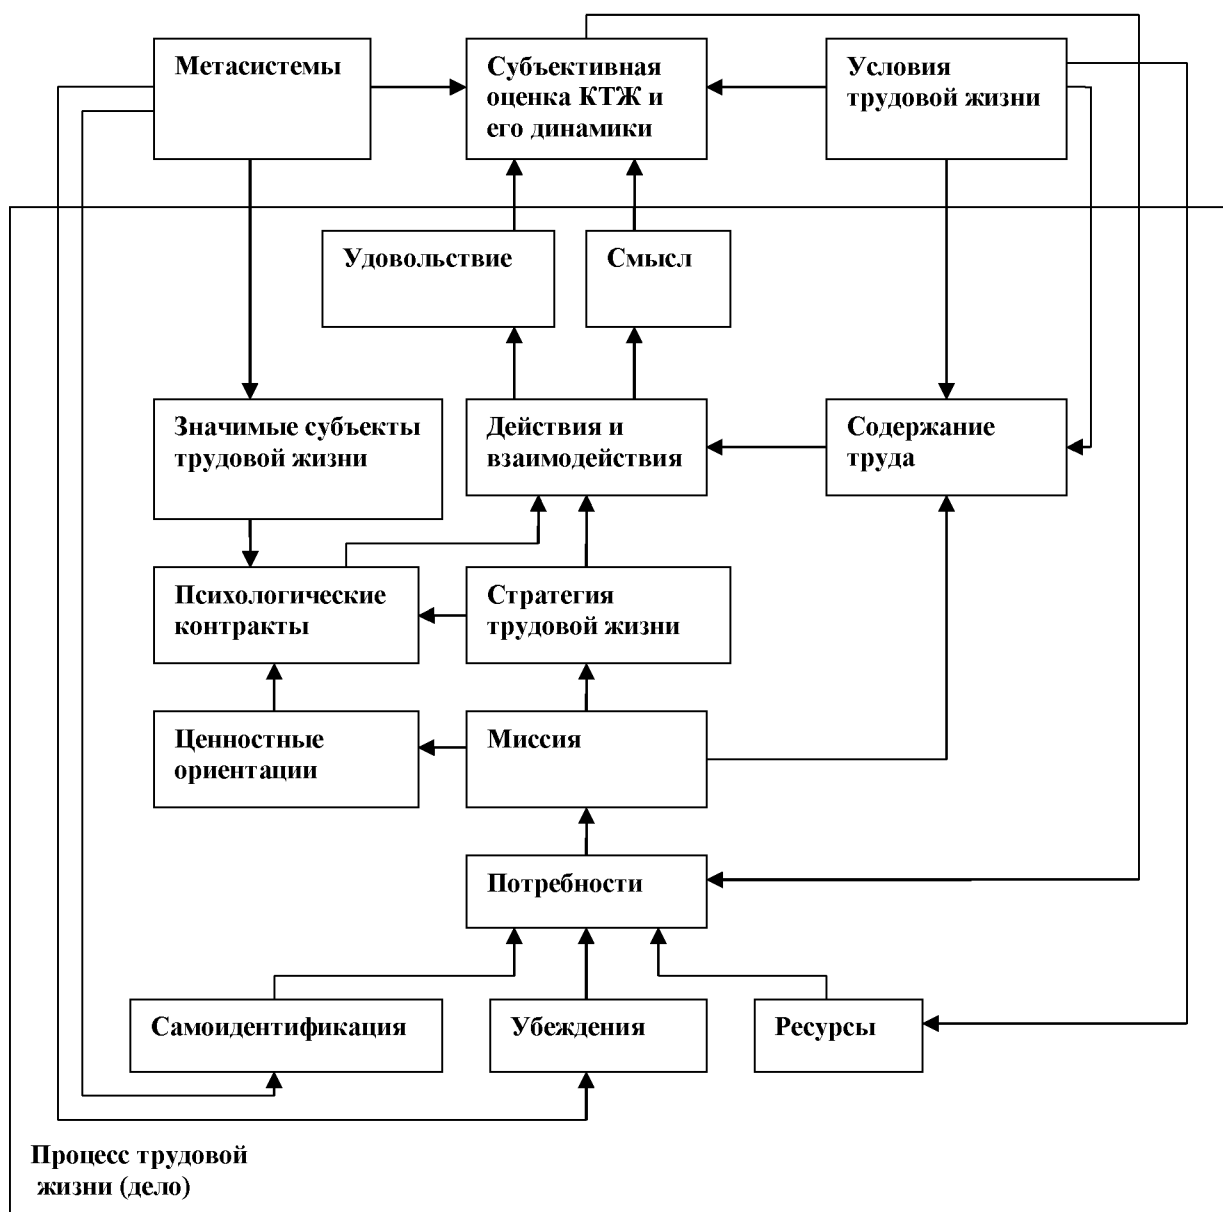 Метасистемы
Субъективная
оценка КТЖ и
его динамики
Условия
трудовой жизни
Удовольствие
Смысл
Значимые субъекты
трудовой жизни
Действия и
взаимодействия
Содержание
труда
Психологические
контракты
Стратегия
трудовой жизни
Ценностные
ориентации
Миссия
Потребности
Самоидентификация
Убеждения
Ресурсы
Процесс трудовой
жизни (дело)